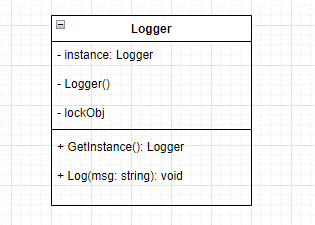 Logger
- instance: Logger
- Logger()
- lockObj
+ GetInstance(): Logger
+ Log(msg: string): void